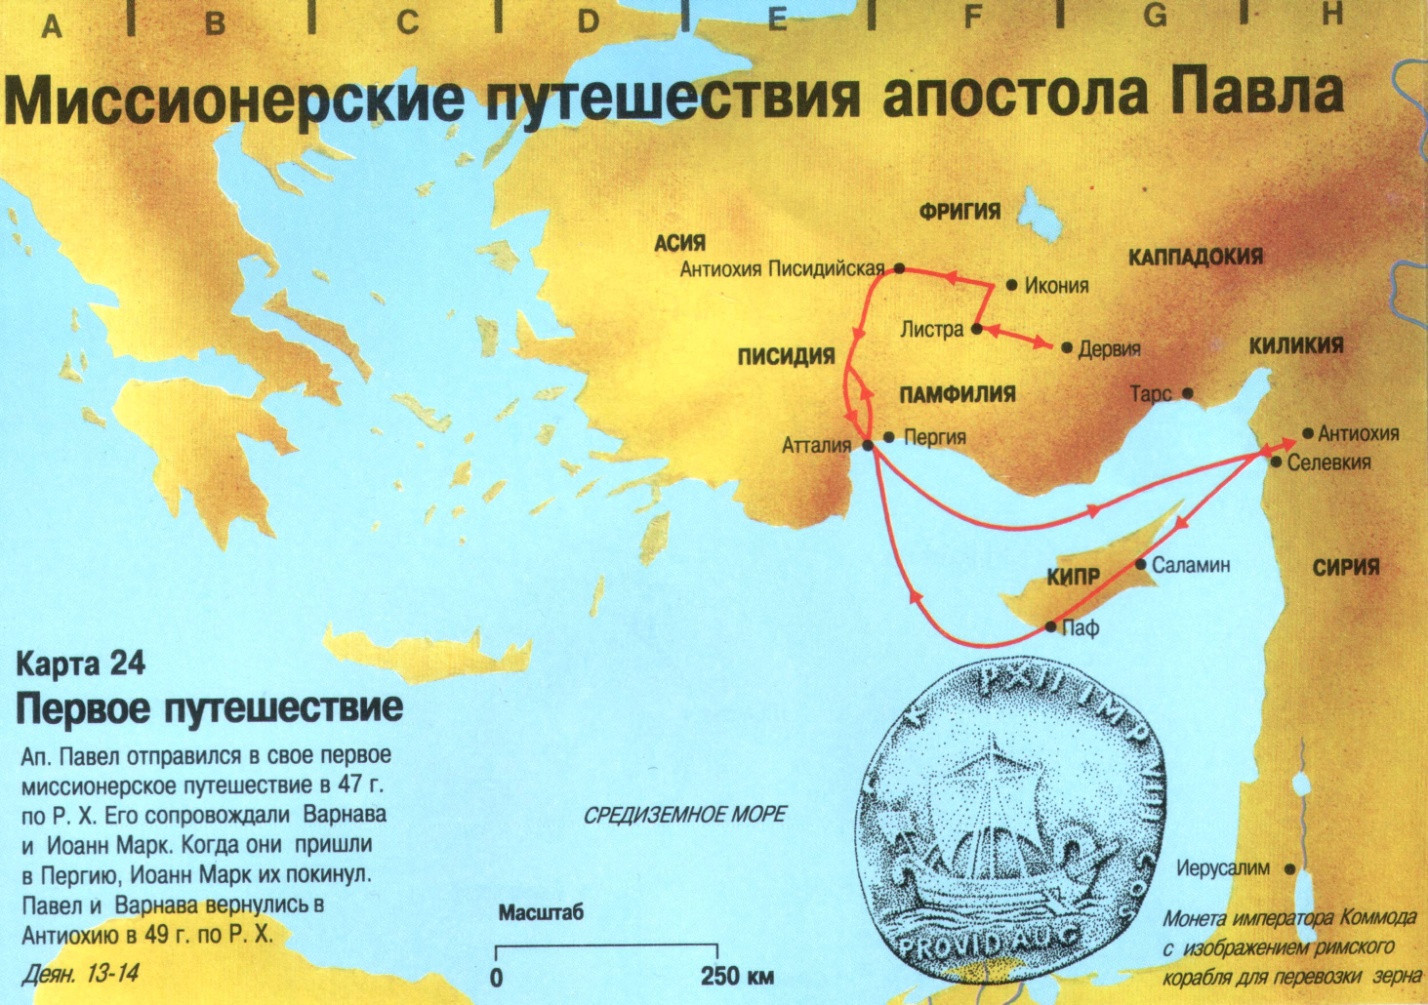 A B C D E F G H
Миссионерские путешествия апостола Павла
ФРИГИЯ
АСИЯ
КАППАДОКИЯ
Антиохия Писидийская
Икония
Листра
Дервия
ПИСИДИЯ
КИЛИКИЯ
ПАМФИЛИЯ
Тарс
Атталия
Пергия
Антиохия
Селевкия
КИПР
Саламин
СИРИЯ
Паф
Карта 24
Первое путешествие
Ап. Павел отправился в свое первое
миссионерское путешествие в 47 г.
по Р. Х. Его сопровождали Варнава
и Иоанн Марк. Когда они пришли
в Пергию, Иоанн Марк их покинул.
Павел и Варнава вернулись в
Антиохию в 49 г. по Р. Х.
Деян. 13-14
СРЕДИЗЕМНОЕ МОРЕ
Масштаб
0 250 км
P XII IMP VIII COS
PROVID AUG
Иерусалим
Монета императора Коммода
с изображением римского
корабля для перевозки зерна